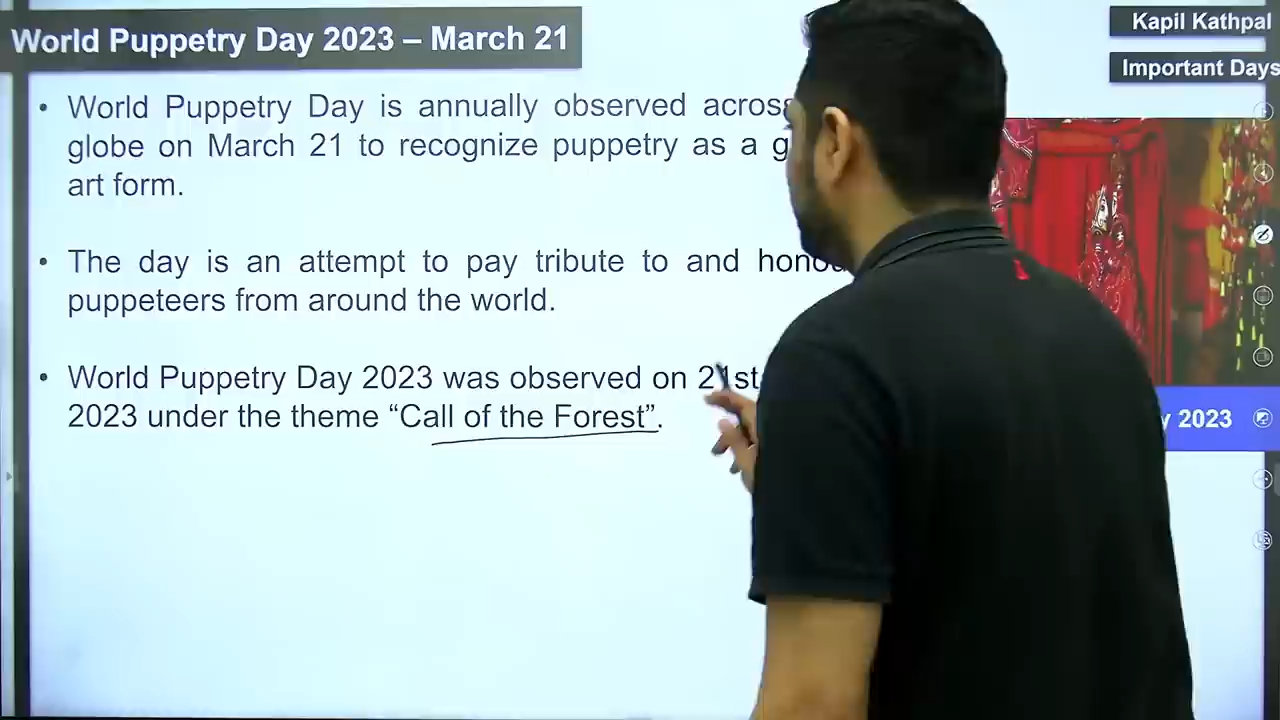 World Puppetry Day 2023 – March 21
Kapil Kathpal
Important Days
• World Puppetry Day is annually observed across
globe on March 21 to recognize puppetry as a
art form.
• The day is an attempt to pay tribute to and
puppeteers from around the world.
• World Puppetry Day 2023 was observed on 21st
2023 under the theme “Call of the Forest”.
2023